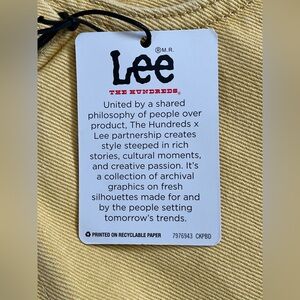 ®M.R.
Lee
THE HUNDREDS®
United by a shared
philosophy of people over
product, The Hundreds x
Lee partnership creates
style steeped in rich
stories, cultural moments,
and creative passion. It's
a collection of archival
graphics on fresh
silhouettes made for and
by the people setting
tomorrow's trends.
PRINTED ON RECYCLABLE PAPER 7976943 CKPBD